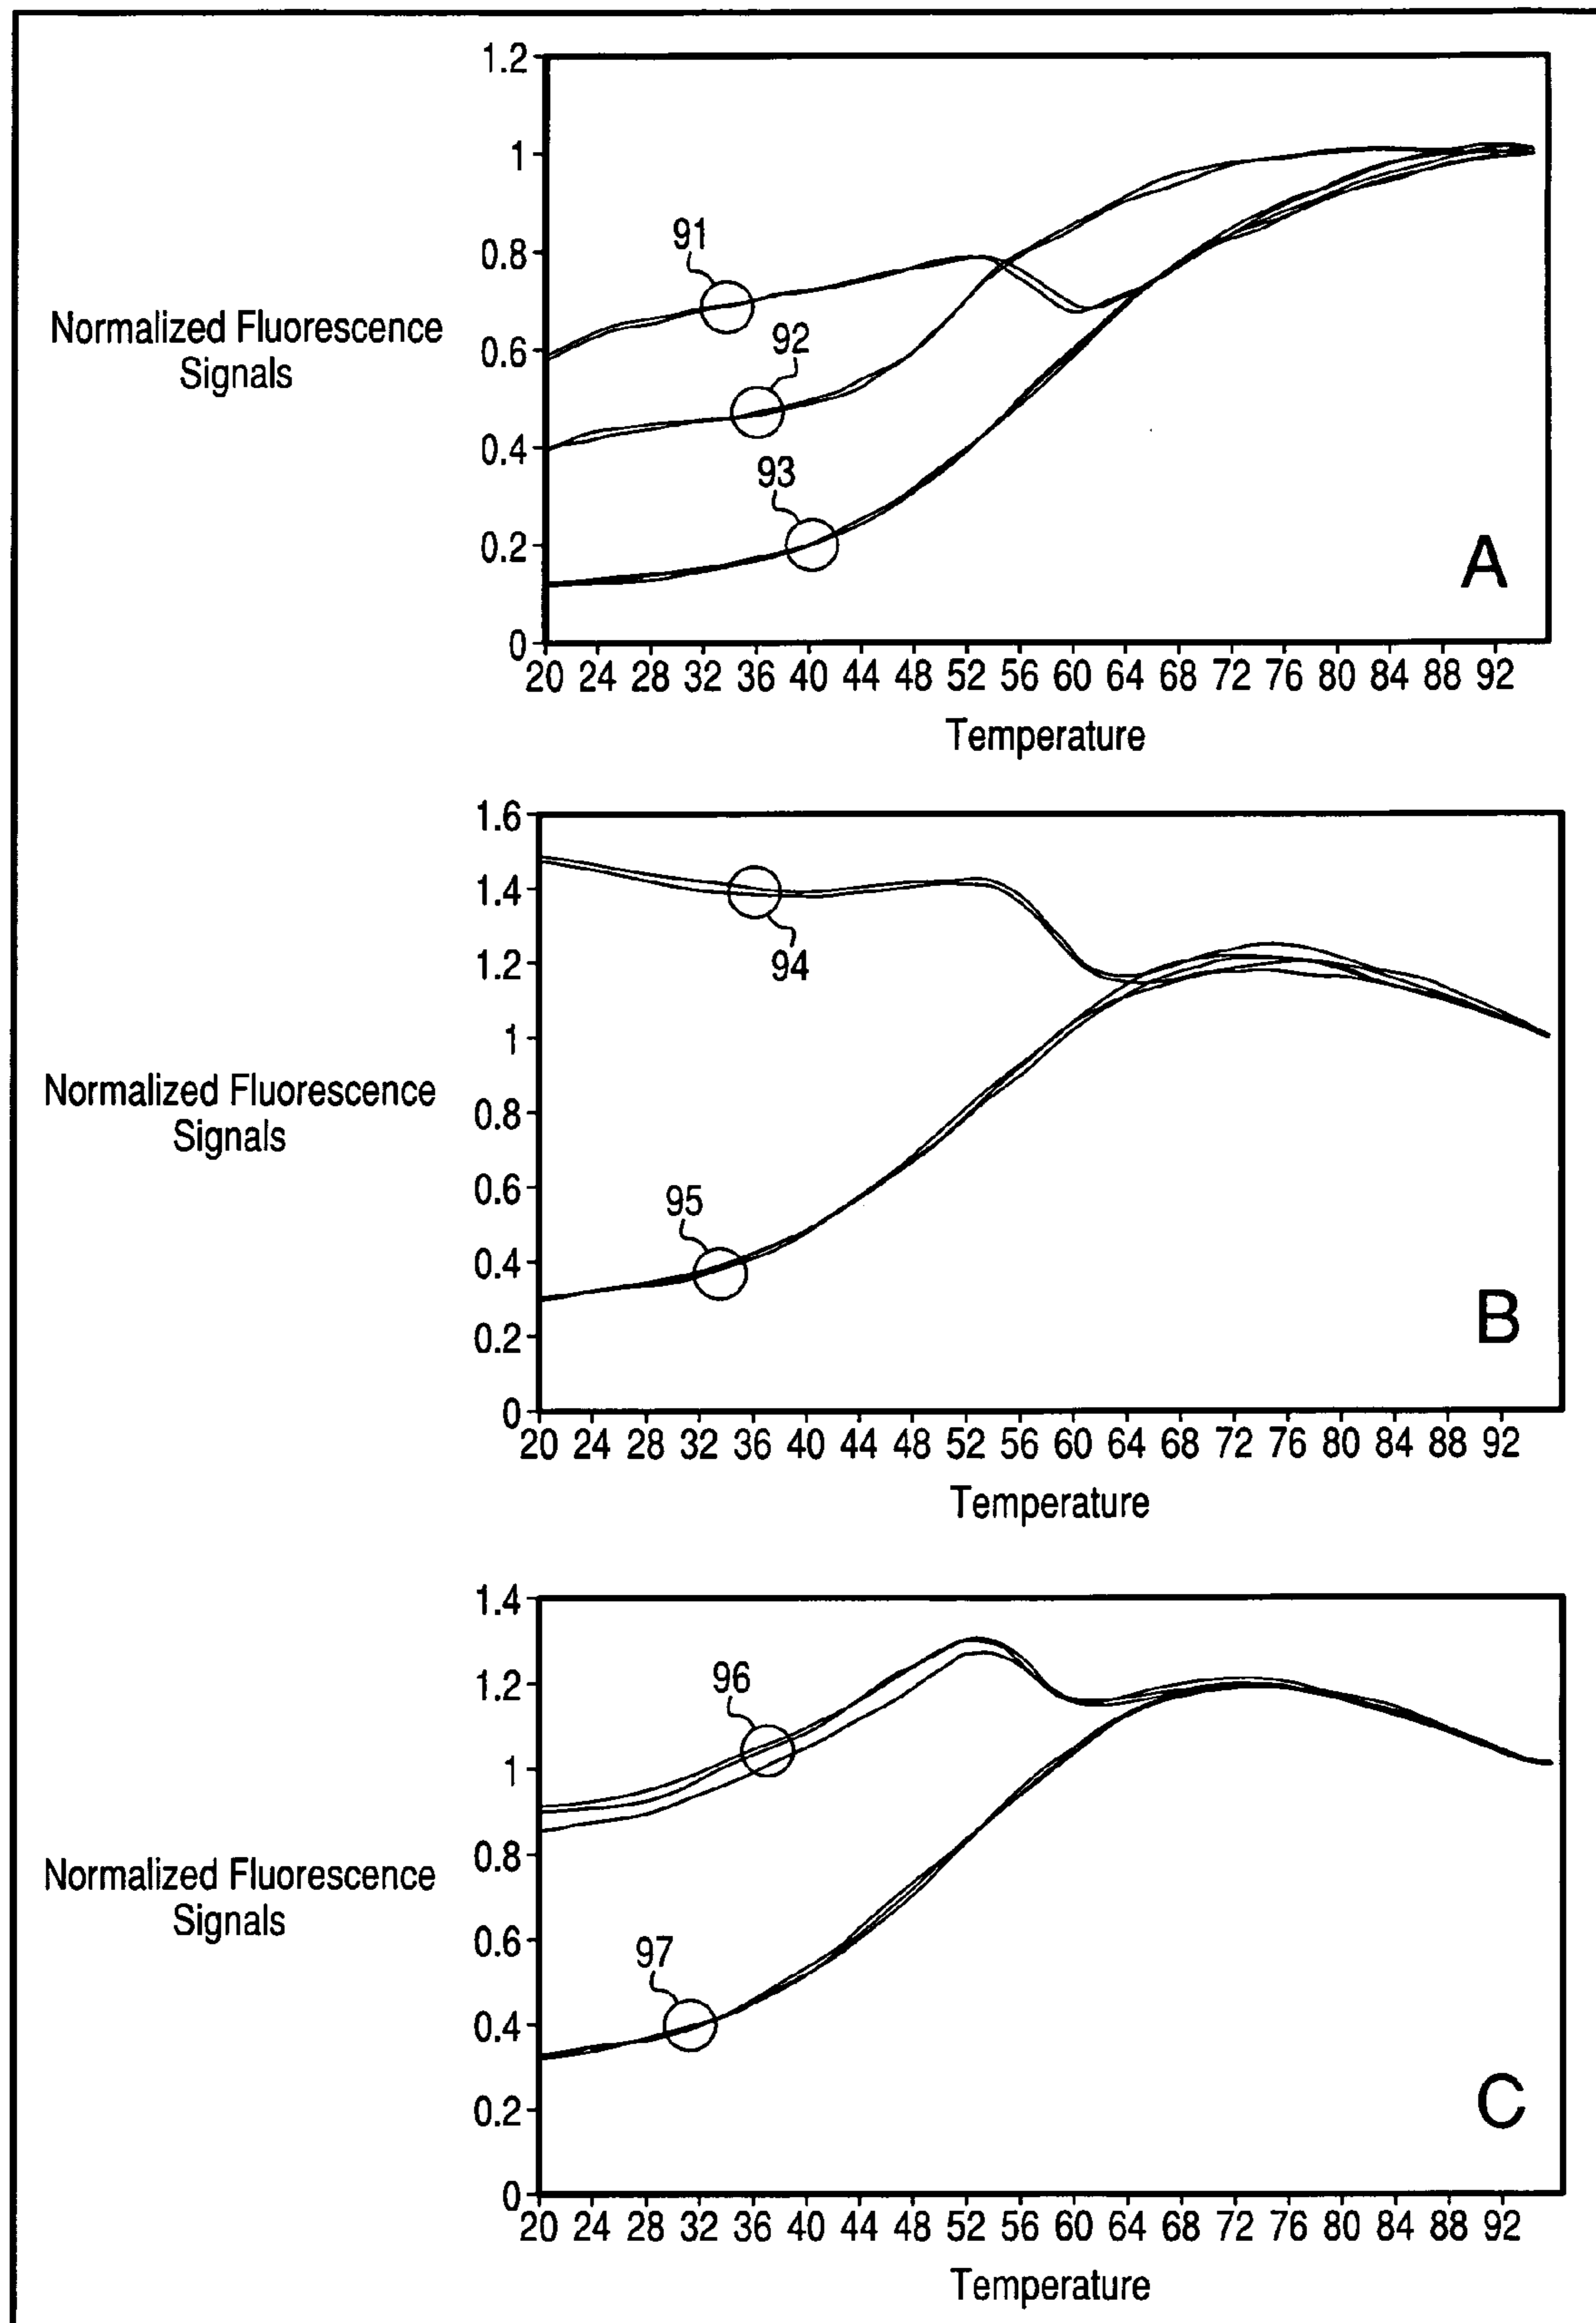 1.2
1
0.8
0.6
0.4
0.2
0
Normalized Fluorescence
Signals
91
92
93
A
20 24 28 32 36 40 44 48 52 56 60 64 68 72 76 80 84 88 92
Temperature
1.6
1.4
1.2
1
0.8
0.6
0.4
0.2
0
Normalized Fluorescence
Signals
94
95
B
20 24 28 32 36 40 44 48 52 56 60 64 68 72 76 80 84 88 92
Temperature
1.4
1.2
1
0.8
0.6
0.4
0.2
0
Normalized Fluorescence
Signals
96
97
C
20 24 28 32 36 40 44 48 52 56 60 64 68 72 76 80 84 88 92
Temperature